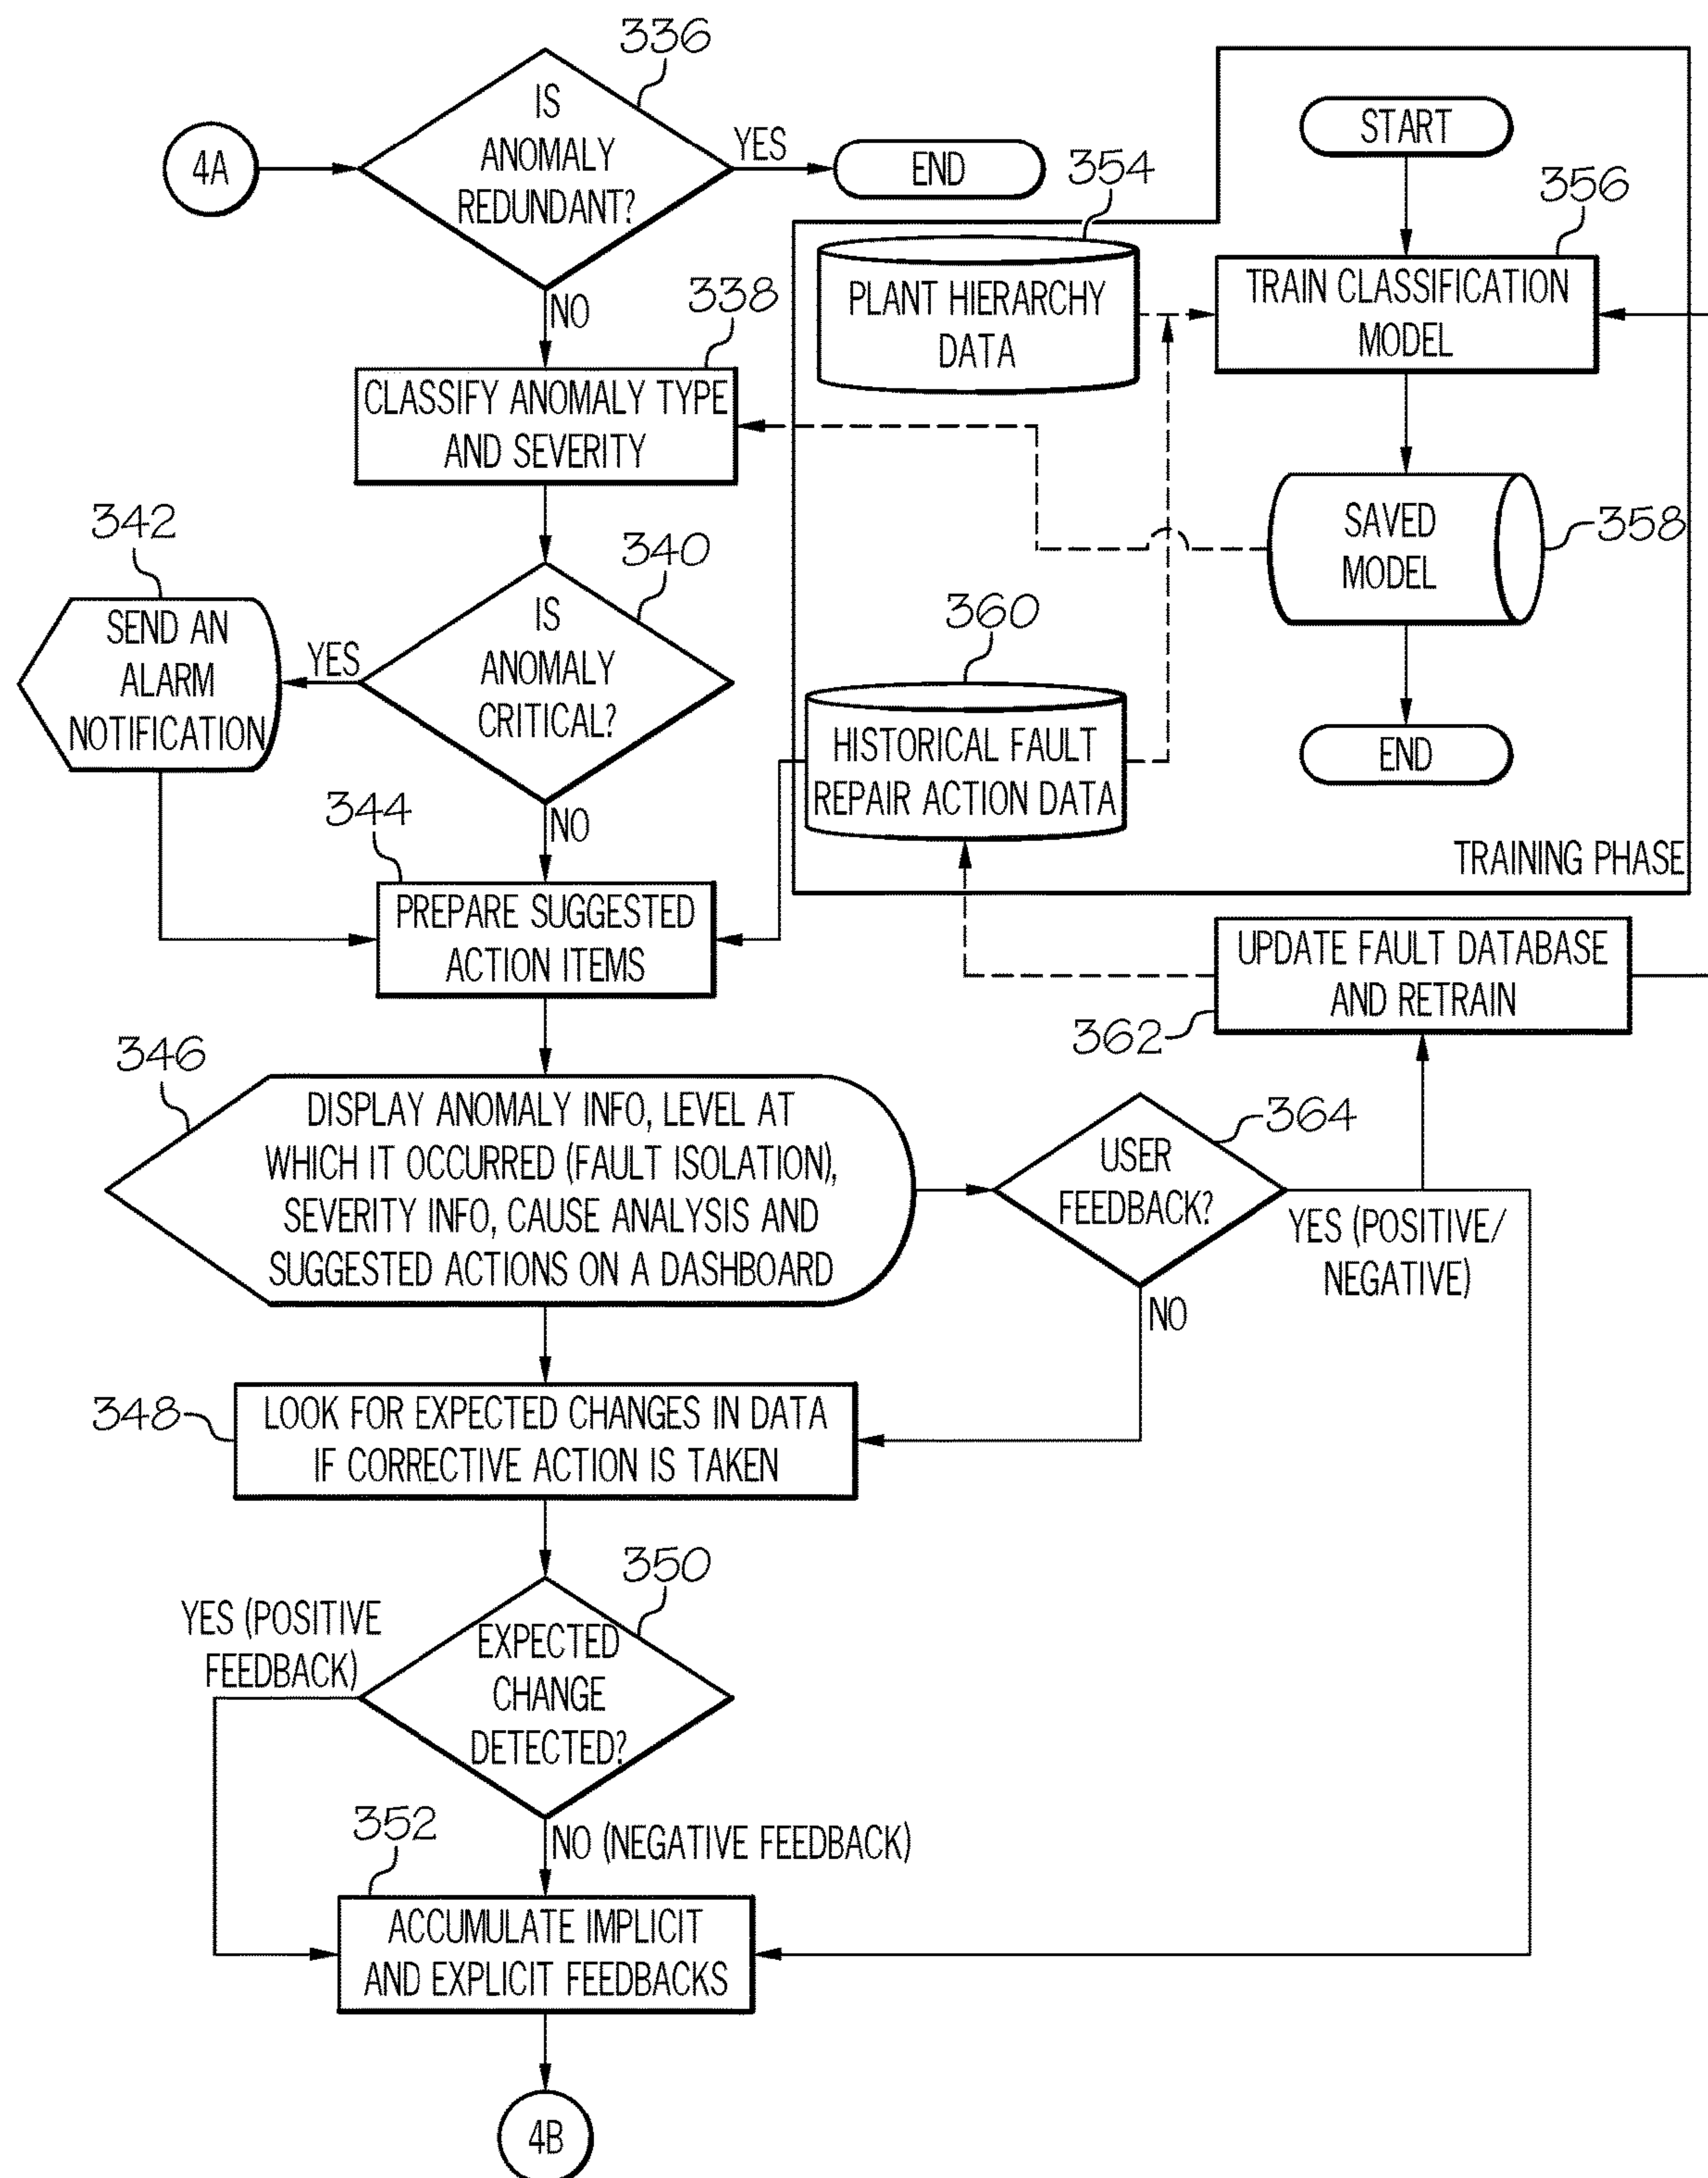 336
IS
ANOMALY
REDUNDANT?
4A
YES
END
NO
START
354
356
PLANT HIERARCHY
DATA
TRAIN CLASSIFICATION
MODEL
338
CLASSIFY ANOMALY TYPE
AND SEVERITY
SAVED
MODEL
358
342
SEND AN
ALARM
NOTIFICATION
YES
340
IS
ANOMALY
CRITICAL?
NO
360
HISTORICAL FAULT
REPAIR ACTION DATA
END
TRAINING PHASE
344
PREPARE SUGGESTED
ACTION ITEMS
UPDATE FAULT DATABASE
AND RETRAIN
362
346
DISPLAY ANOMALY INFO, LEVEL AT
WHICH IT OCCURRED (FAULT ISOLATION),
SEVERITY INFO, CAUSE ANALYSIS AND
SUGGESTED ACTIONS ON A DASHBOARD
364
USER
FEEDBACK?
YES (POSITIVE/
NEGATIVE)
NO
348
LOOK FOR EXPECTED CHANGES IN DATA
IF CORRECTIVE ACTION IS TAKEN
350
YES (POSITIVE
FEEDBACK)
EXPECTED
CHANGE
DETECTED?
NO (NEGATIVE FEEDBACK)
352
ACCUMULATE IMPLICIT
AND EXPLICIT FEEDBACKS
4B